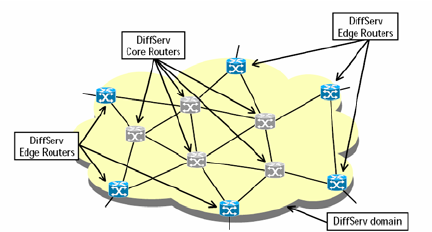 DiffServ
Core Routers
DiffServ
Edge Routers
DiffServ
Edge Routers
DiffServ domain